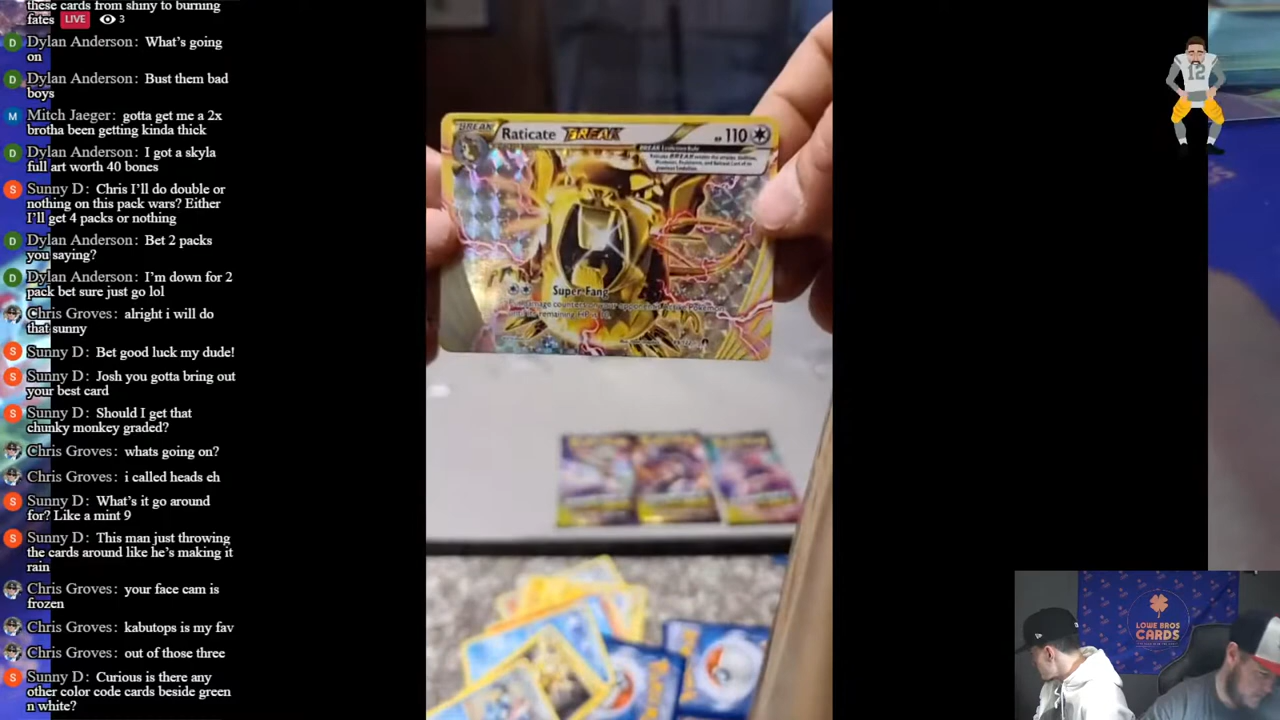 these cards from shiny to burning
fates LIVE 3
D Dylan Anderson: What's going
on
D Dylan Anderson: Bust them bad
boys
M Mitch Jaeger: gotta get me a 2x
brotha been getting kinda thick
D Dylan Anderson: I got a skyla
full art worth 40 bones
S Sunny D: Chris I'll do double or
nothing on this pack wars? Either
I'll get 4 packs or nothing
Dylan Anderson: Bet 2 packs
D you saying?
D Dylan Anderson: I'm down for 2
pack bet sure just go lol
Chris Groves: alright i will do
that sunny
S Sunny D: Bet good luck my dude!
S Sunny D: Josh you gotta bring out
your best card
S Sunny D: Should I get that
chunky monkey graded?
Chris Groves: whats going on?
Chris Groves: i called heads eh
S Sunny D: What's it go around
for? Like a mint 9
S Sunny D: This man just throwing
the cards around like he's making it
rain
Chris Groves: your face cam is
frozen
Chris Groves: kabutops is my fav
Chris Groves: out of those three
S Sunny D: Curious is there any
other color code cards beside green
n white?
BREAK Raticate BREAK HP 110
BREAK Evolution Rule
Super Fang
12
LOWE BROS
CARDS